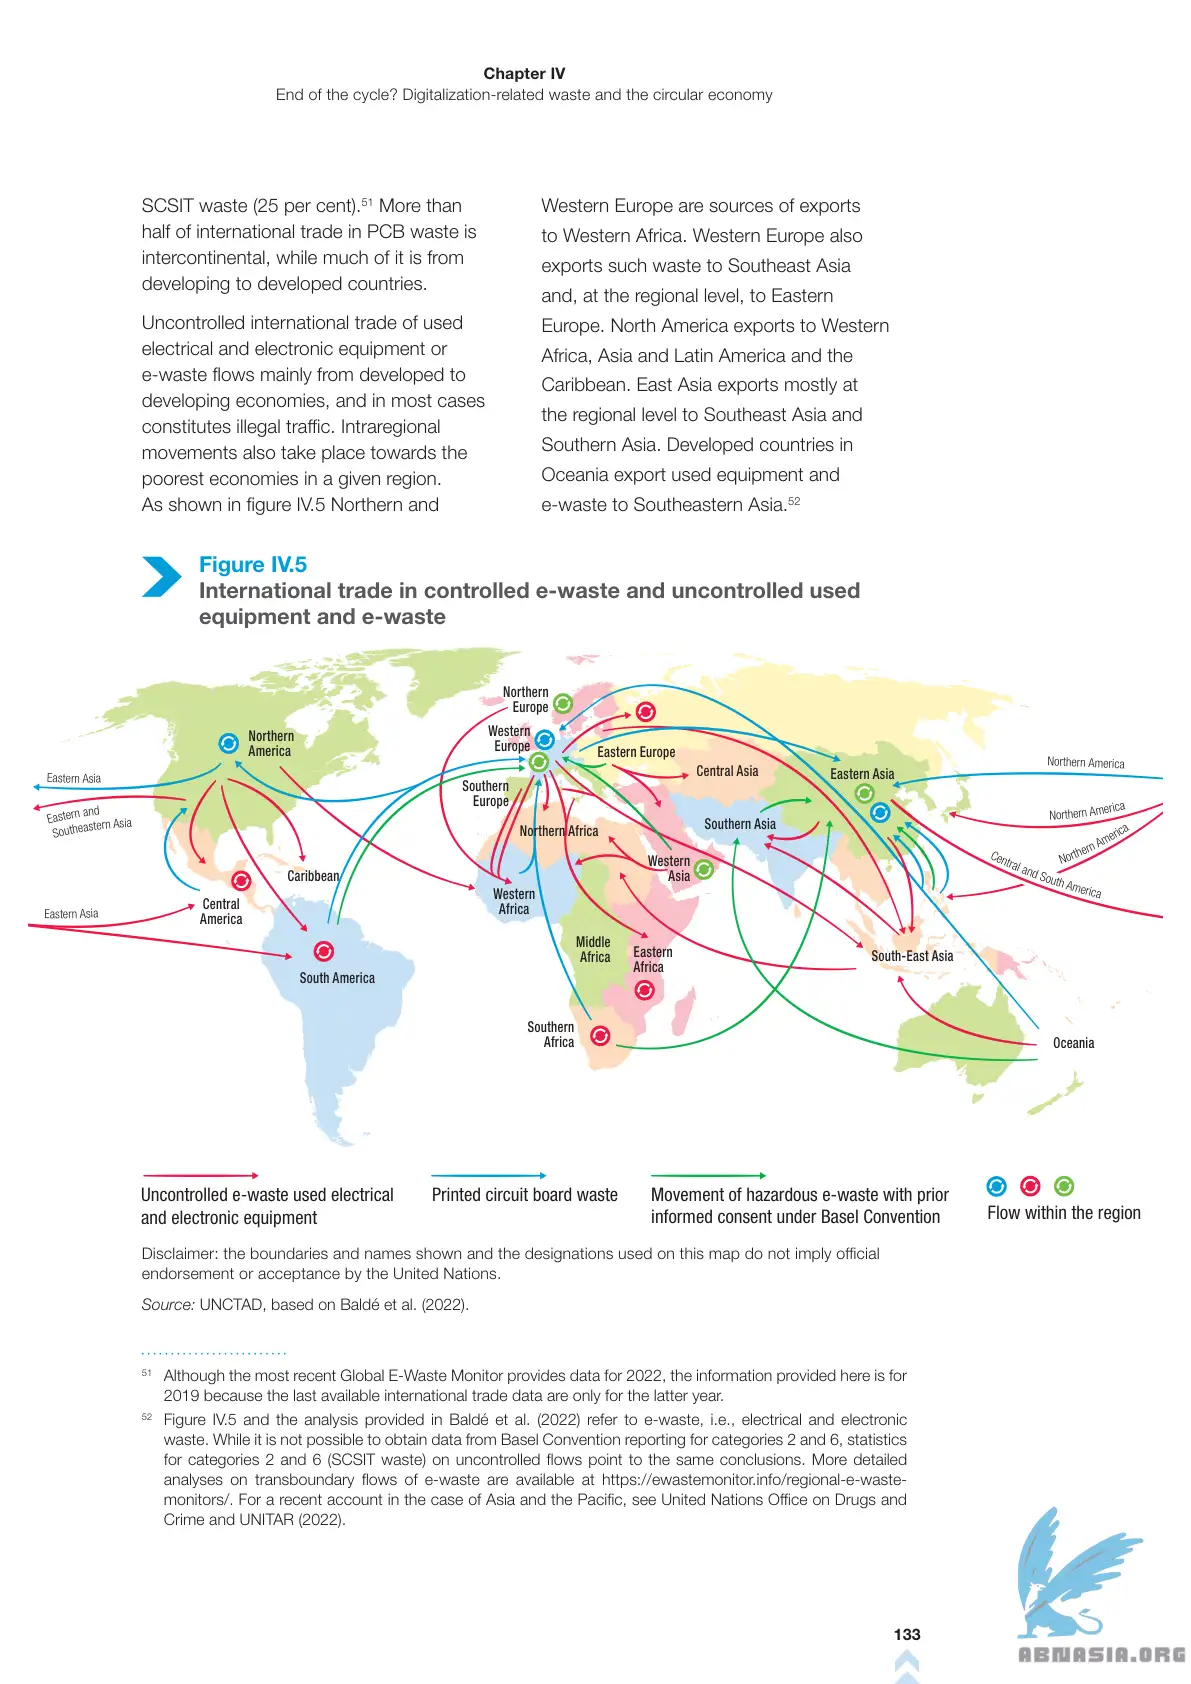 Chapter IV
End of the cycle? Digitalization-related waste and the circular economy
SCSIT waste (25 per cent).⁵¹ More than
half of international trade in PCB waste is
intercontinental, while much of it is from
developing to developed countries.
Uncontrolled international trade of used
electrical and electronic equipment or
e-waste flows mainly from developed to
developing economies, and in most cases
constitutes illegal traffic. Intraregional
movements also take place towards the
poorest economies in a given region.
As shown in figure IV.5 Northern and
Western Europe are sources of exports
to Western Africa. Western Europe also
exports such waste to Southeast Asia
and, at the regional level, to Eastern
Europe. North America exports to Western
Africa, Asia and Latin America and the
Caribbean. East Asia exports mostly at
the regional level to Southeast Asia and
Southern Asia. Developed countries in
Oceania export used equipment and
e-waste to Southeastern Asia.⁵²
Figure IV.5
International trade in controlled e-waste and uncontrolled used
equipment and e-waste
Northern
Europe
Western
Europe
Northern
America
Eastern Europe
Central Asia
Eastern Asia
Northern America
Eastern Asia
Southern
Europe
Eastern and
Southeastern Asia
Northern America
Northern America
Northern Africa
Southern Asia
Western
Asia
Central and South America
Caribbean
Western
Africa
Central
America
Eastern Asia
Middle
Africa
Eastern
Africa
South-East Asia
South America
Southern
Africa
Oceania
Uncontrolled e-waste used electrical
and electronic equipment
Printed circuit board waste
Movement of hazardous e-waste with prior
informed consent under Basel Convention
Flow within the region
Disclaimer: the boundaries and names shown and the designations used on this map do not imply official
endorsement or acceptance by the United Nations.
Source: UNCTAD, based on Baldé et al. (2022).
51 Although the most recent Global E-Waste Monitor provides data for 2022, the information provided here is for
2019 because the last available international trade data are only for the latter year.
52 Figure IV.5 and the analysis provided in Baldé et al. (2022) refer to e-waste, i.e., electrical and electronic
waste. While it is not possible to obtain data from Basel Convention reporting for categories 2 and 6, statistics
for categories 2 and 6 (SCSIT waste) on uncontrolled flows point to the same conclusions. More detailed
analyses on transboundary flows of e-waste are available at https://ewastemonitor.info/regional-e-waste-
monitors/. For a recent account in the case of Asia and the Pacific, see United Nations Office on Drugs and
Crime and UNITAR (2022).
133
ABNASIA.ORG